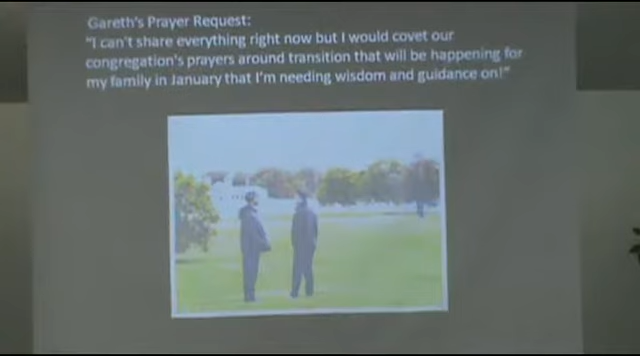 Gareth's Prayer Request:
"I can't share everything right now but I would covet our
congregation's prayers around transition that will be happening for
my family in January that I'm needing wisdom and guidance on!"